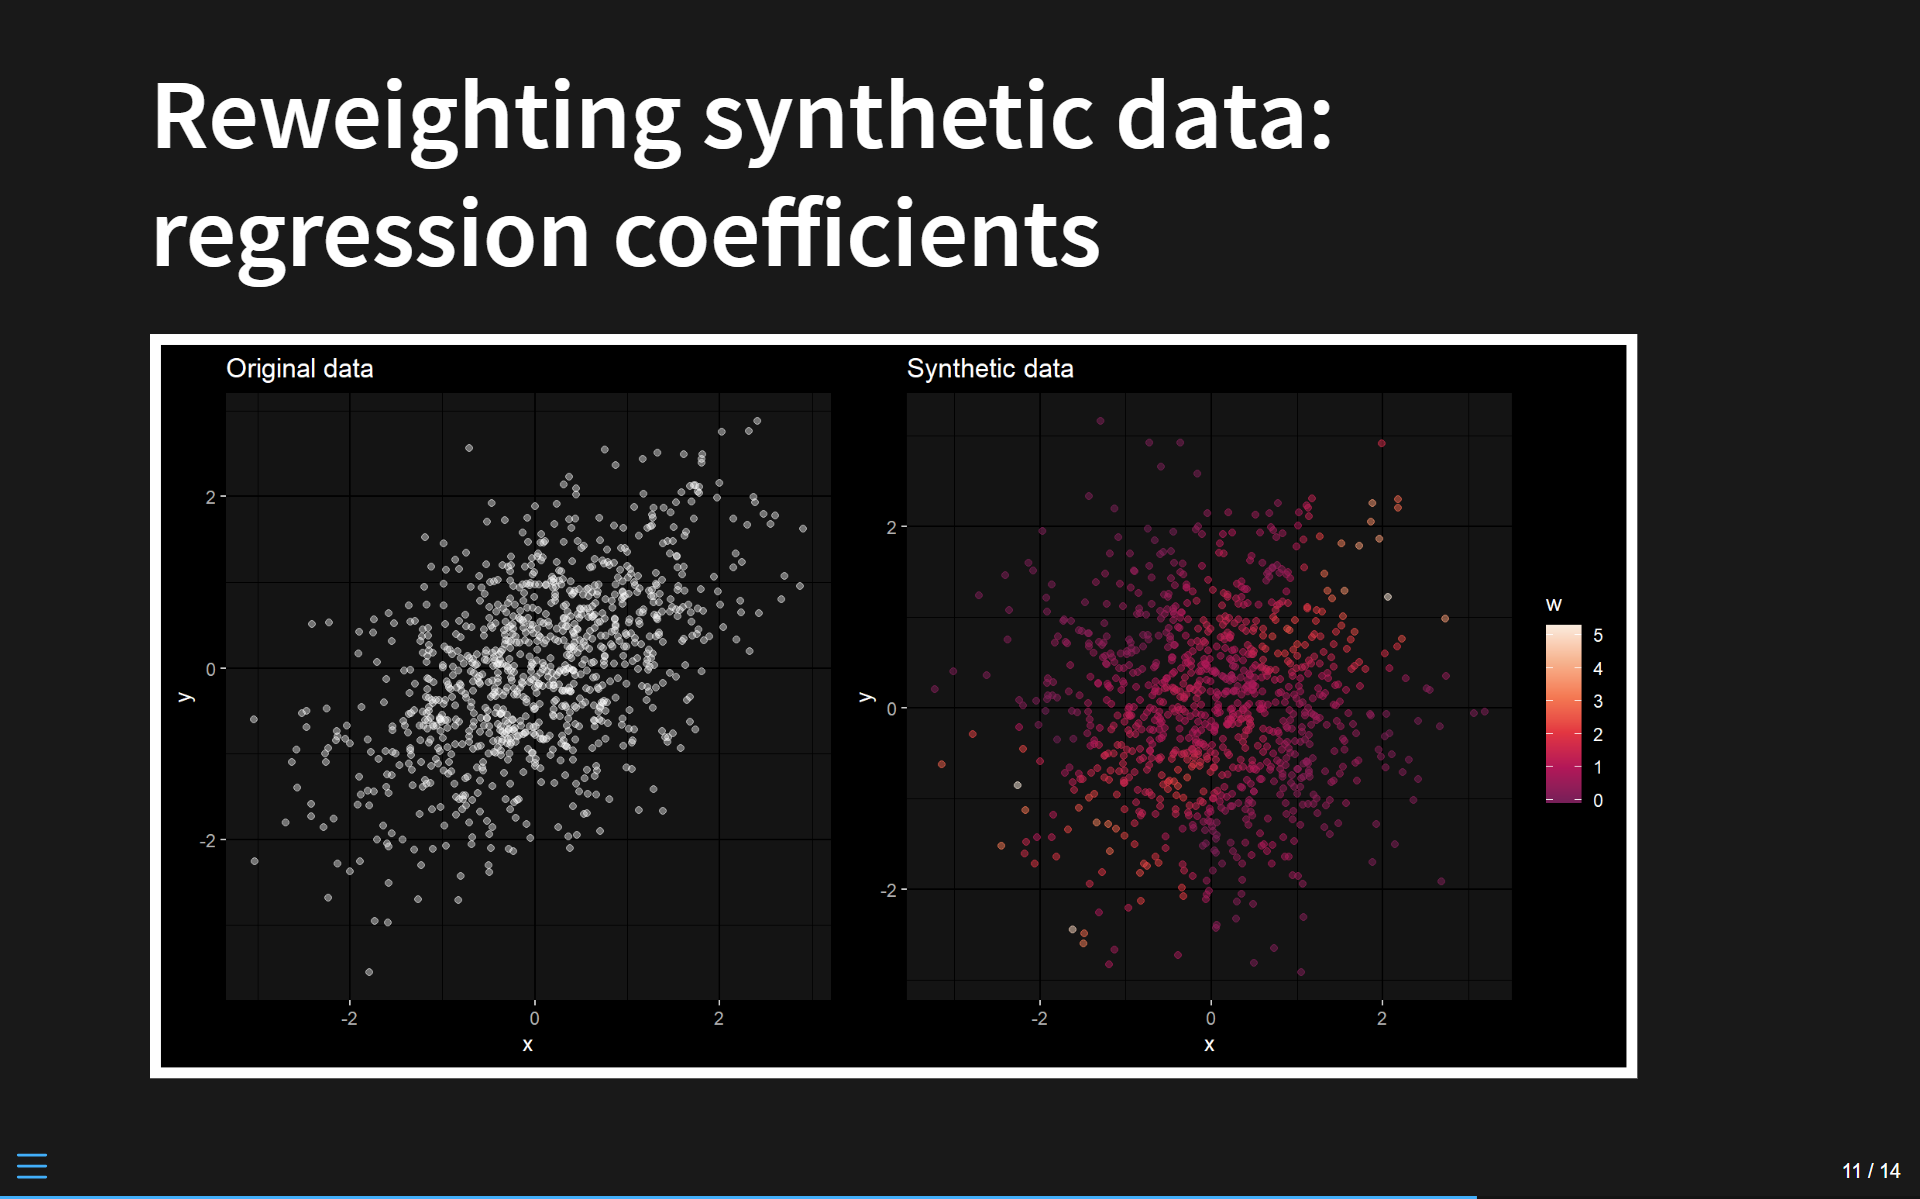 Reweighting synthetic data:
regression coefficients
Original data
2
0
-2
y
-2 0 2
x
Synthetic data
2
0
-2
y
-2 0 2
x
w
5
4
3
2
1
0
11 / 14